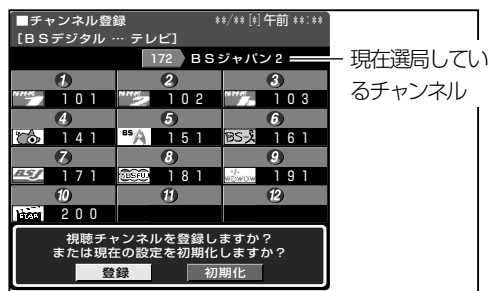 ■チャンネル登録 **/** [*] 午前 **:**
[BSデジタル … テレビ]
172 BSジャパン2
現在選局してい
るチャンネル
1 2 3
101 102 103
4 5 6
141 BSA 151 BS-i 161
7 8 9
BSJ 171 181 WOWOW 191
10 11 12
STAR 200
視聴チャンネルを登録しますか？
または現在の設定を初期化しますか？
登録 初期化